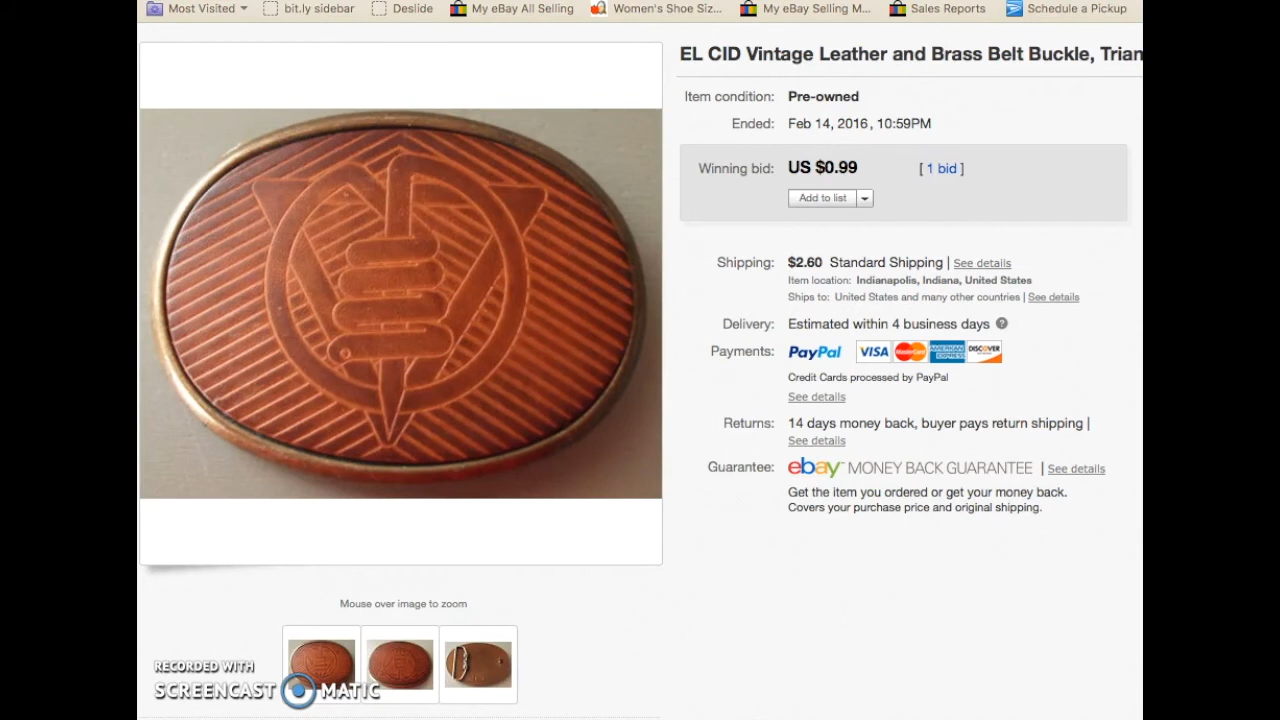 Most Visited bit.ly sidebar Deslide My eBay All Selling Women's Shoe Siz... My eBay Selling M... Sales Reports Schedule a Pickup
EL CID Vintage Leather and Brass Belt Buckle, Trian
Item condition: Pre-owned
Ended: Feb 14, 2016 , 10:59PM
Winning bid: US $0.99 [ 1 bid ]
Add to list
Shipping: $2.60 Standard Shipping | See details
Item location: Indianapolis, Indiana, United States
Ships to: United States and many other countries | See details
Delivery: Estimated within 4 business days ?
Payments: PayPal VISA MasterCard AMERICAN EXPRESS DISCOVER
Credit Cards processed by PayPal
See details
Returns: 14 days money back, buyer pays return shipping |
See details
Guarantee: ebay MONEY BACK GUARANTEE | See details
Get the item you ordered or get your money back.
Covers your purchase price and original shipping.
Mouse over image to zoom
RECORDED WITH
SCREENCAST MATIC